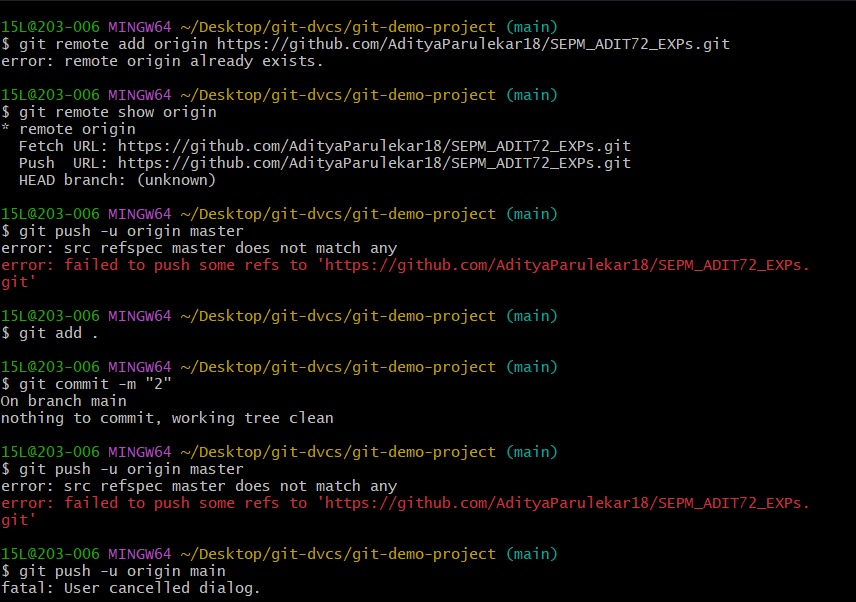 15L@203-006 MINGW64 ~/Desktop/git-dvcs/git-demo-project (main)
$ git remote add origin https://github.com/AdityaParulekar18/SEPM_ADIT72_EXPs.git
error: remote origin already exists.
15L@203-006 MINGW64 ~/Desktop/git-dvcs/git-demo-project (main)
$ git remote show origin
* remote origin
  Fetch URL: https://github.com/AdityaParulekar18/SEPM_ADIT72_EXPs.git
  Push  URL: https://github.com/AdityaParulekar18/SEPM_ADIT72_EXPs.git
  HEAD branch: (unknown)
15L@203-006 MINGW64 ~/Desktop/git-dvcs/git-demo-project (main)
$ git push -u origin master
error: src refspec master does not match any
error: failed to push some refs to 'https://github.com/AdityaParulekar18/SEPM_ADIT72_EXPs.
git'
15L@203-006 MINGW64 ~/Desktop/git-dvcs/git-demo-project (main)
$ git add .
15L@203-006 MINGW64 ~/Desktop/git-dvcs/git-demo-project (main)
$ git commit -m "2"
On branch main
nothing to commit, working tree clean
15L@203-006 MINGW64 ~/Desktop/git-dvcs/git-demo-project (main)
$ git push -u origin master
error: src refspec master does not match any
error: failed to push some refs to 'https://github.com/AdityaParulekar18/SEPM_ADIT72_EXPs.
git'
15L@203-006 MINGW64 ~/Desktop/git-dvcs/git-demo-project (main)
$ git push -u origin main
fatal: User cancelled dialog.